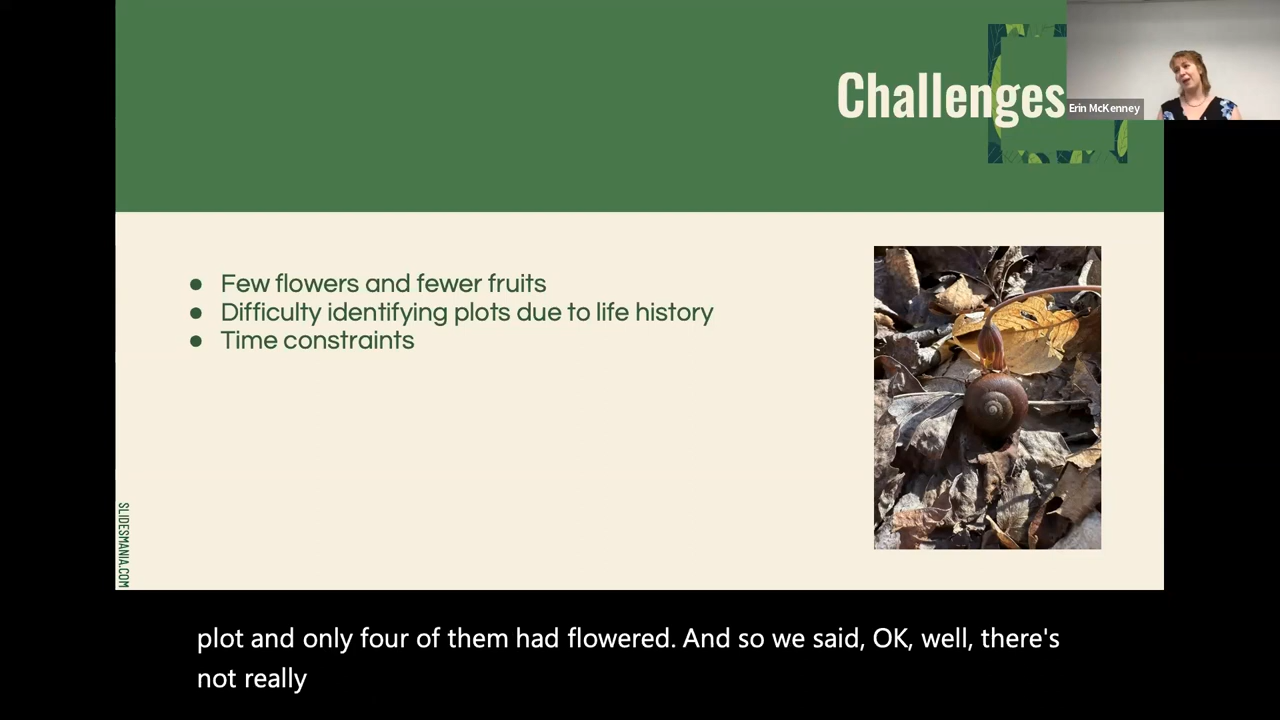 Challenges
Erin McKenney
● Few flowers and fewer fruits
● Difficulty identifying plots due to life history
● Time constraints
SLIDESMANIA.COM
plot and only four of them had flowered. And so we said, OK, well, there's
not really